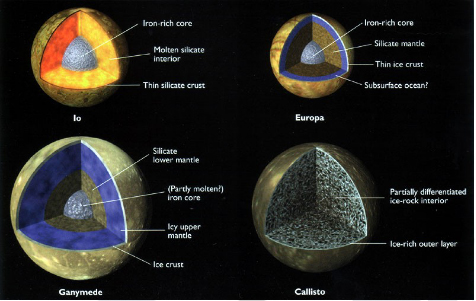 Iron-rich core
Molten silicate
interior
Thin silicate crust
Io
Iron-rich core
Silicate mantle
Thin ice crust
Subsurface ocean?
Europa
Silicate
lower mantle
(Partly molten?)
iron core
Icy upper
mantle
Ice crust
Ganymede
Partially differentiated
ice-rock interior
Ice-rich outer layer
Callisto